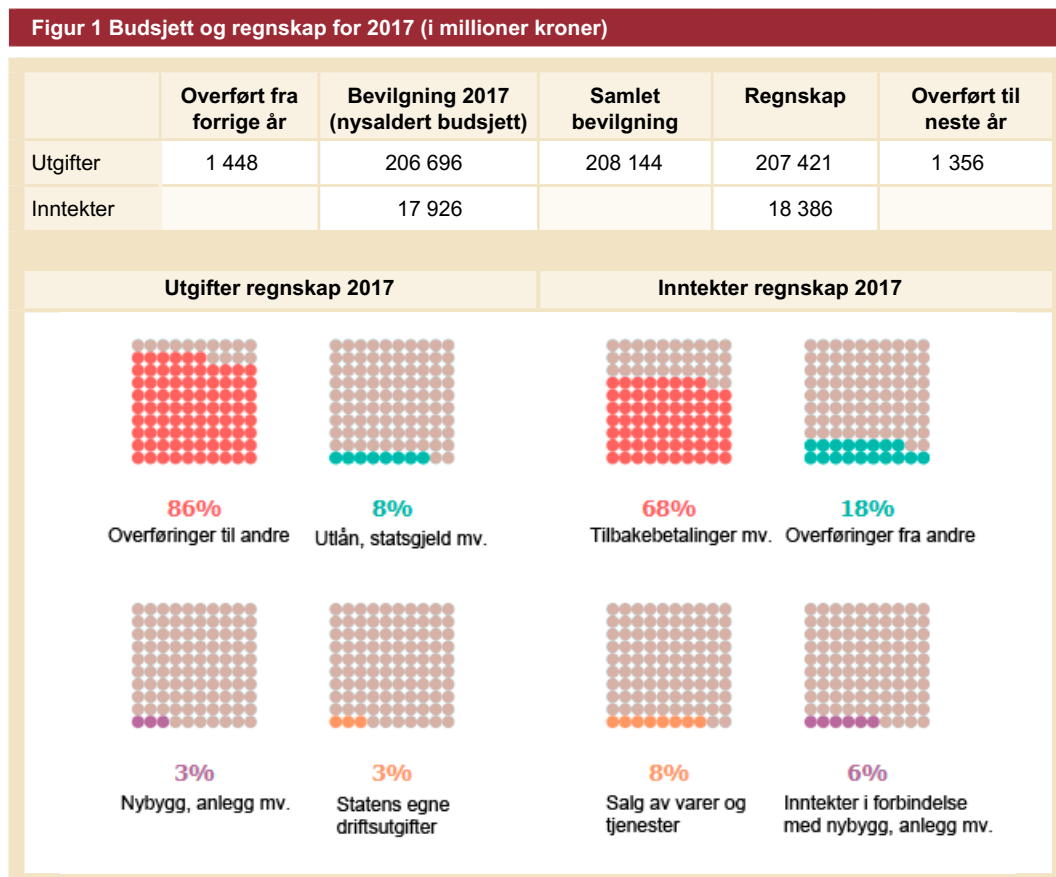 Figur 1 Budsjett og regnskap for 2017 (i millioner kroner)
Overført fra forrige år
Bevilgning 2017 (nysaldert budsjett)
Samlet bevilgning
Regnskap
Overført til neste år
Utgifter 1 448 206 696 208 144 207 421 1 356
Inntekter 17 926 18 386
Utgifter regnskap 2017
Inntekter regnskap 2017
86%
Overføringer til andre
8%
Utlån, statsgjeld mv.
68%
Tilbakebetalinger mv.
18%
Overføringer fra andre
3%
Nybygg, anlegg mv.
3%
Statens egne
driftsutgifter
8%
Salg av varer og
tjenester
6%
Inntekter i forbindelse
med nybygg, anlegg mv.